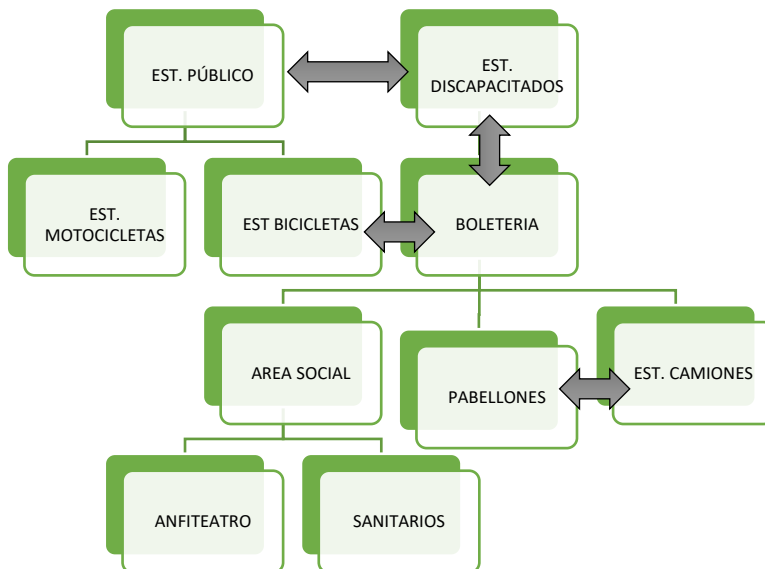 EST. PÚBLICO
EST.
DISCAPACITADOS
EST.
MOTOCICLETAS
EST BICICLETAS
BOLETERIA
AREA SOCIAL
PABELLONES
EST. CAMIONES
ANFITEATRO
SANITARIOS